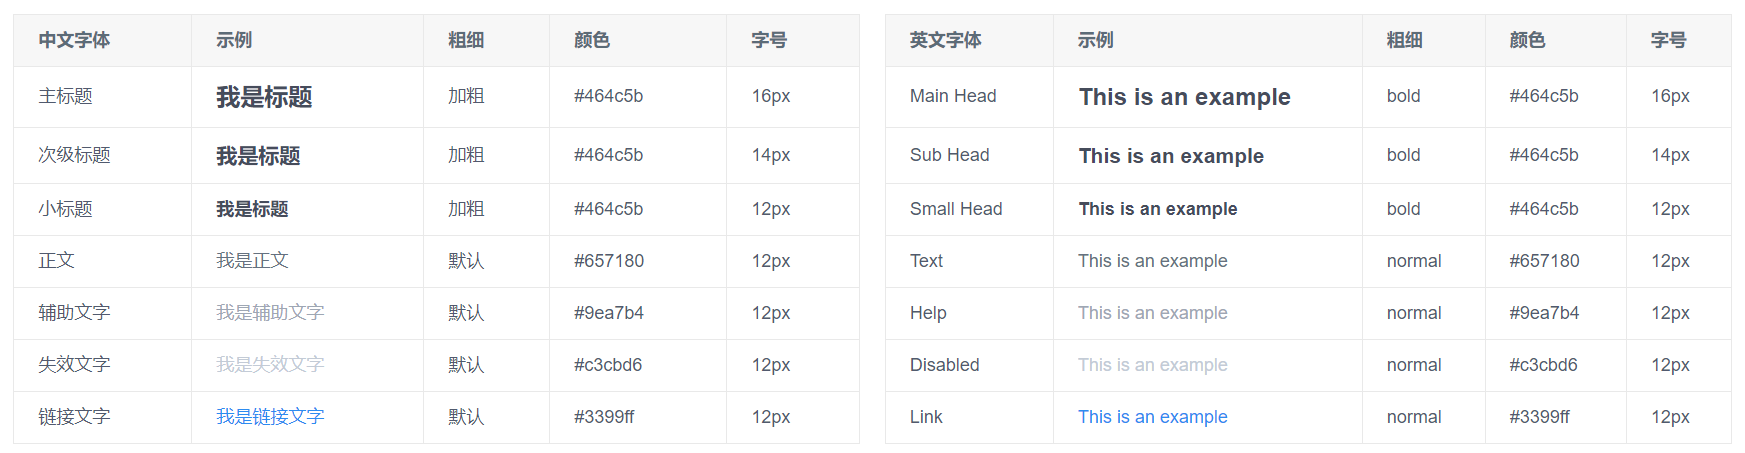 中文字体 示例 粗细 颜色 字号
主标题 我是标题 加粗 #464c5b 16px
次级标题 我是标题 加粗 #464c5b 14px
小标题 我是标题 加粗 #464c5b 12px
正文 我是正文 默认 #657180 12px
辅助文字 我是辅助文字 默认 #9ea7b4 12px
失效文字 我是失效文字 默认 #c3cbd6 12px
链接文字 我是链接文字 默认 #3399ff 12px
英文字体 示例 粗细 颜色 字号
Main Head This is an example bold #464c5b 16px
Sub Head This is an example bold #464c5b 14px
Small Head This is an example bold #464c5b 12px
Text This is an example normal #657180 12px
Help This is an example normal #9ea7b4 12px
Disabled This is an example normal #c3cbd6 12px
Link This is an example normal #3399ff 12px